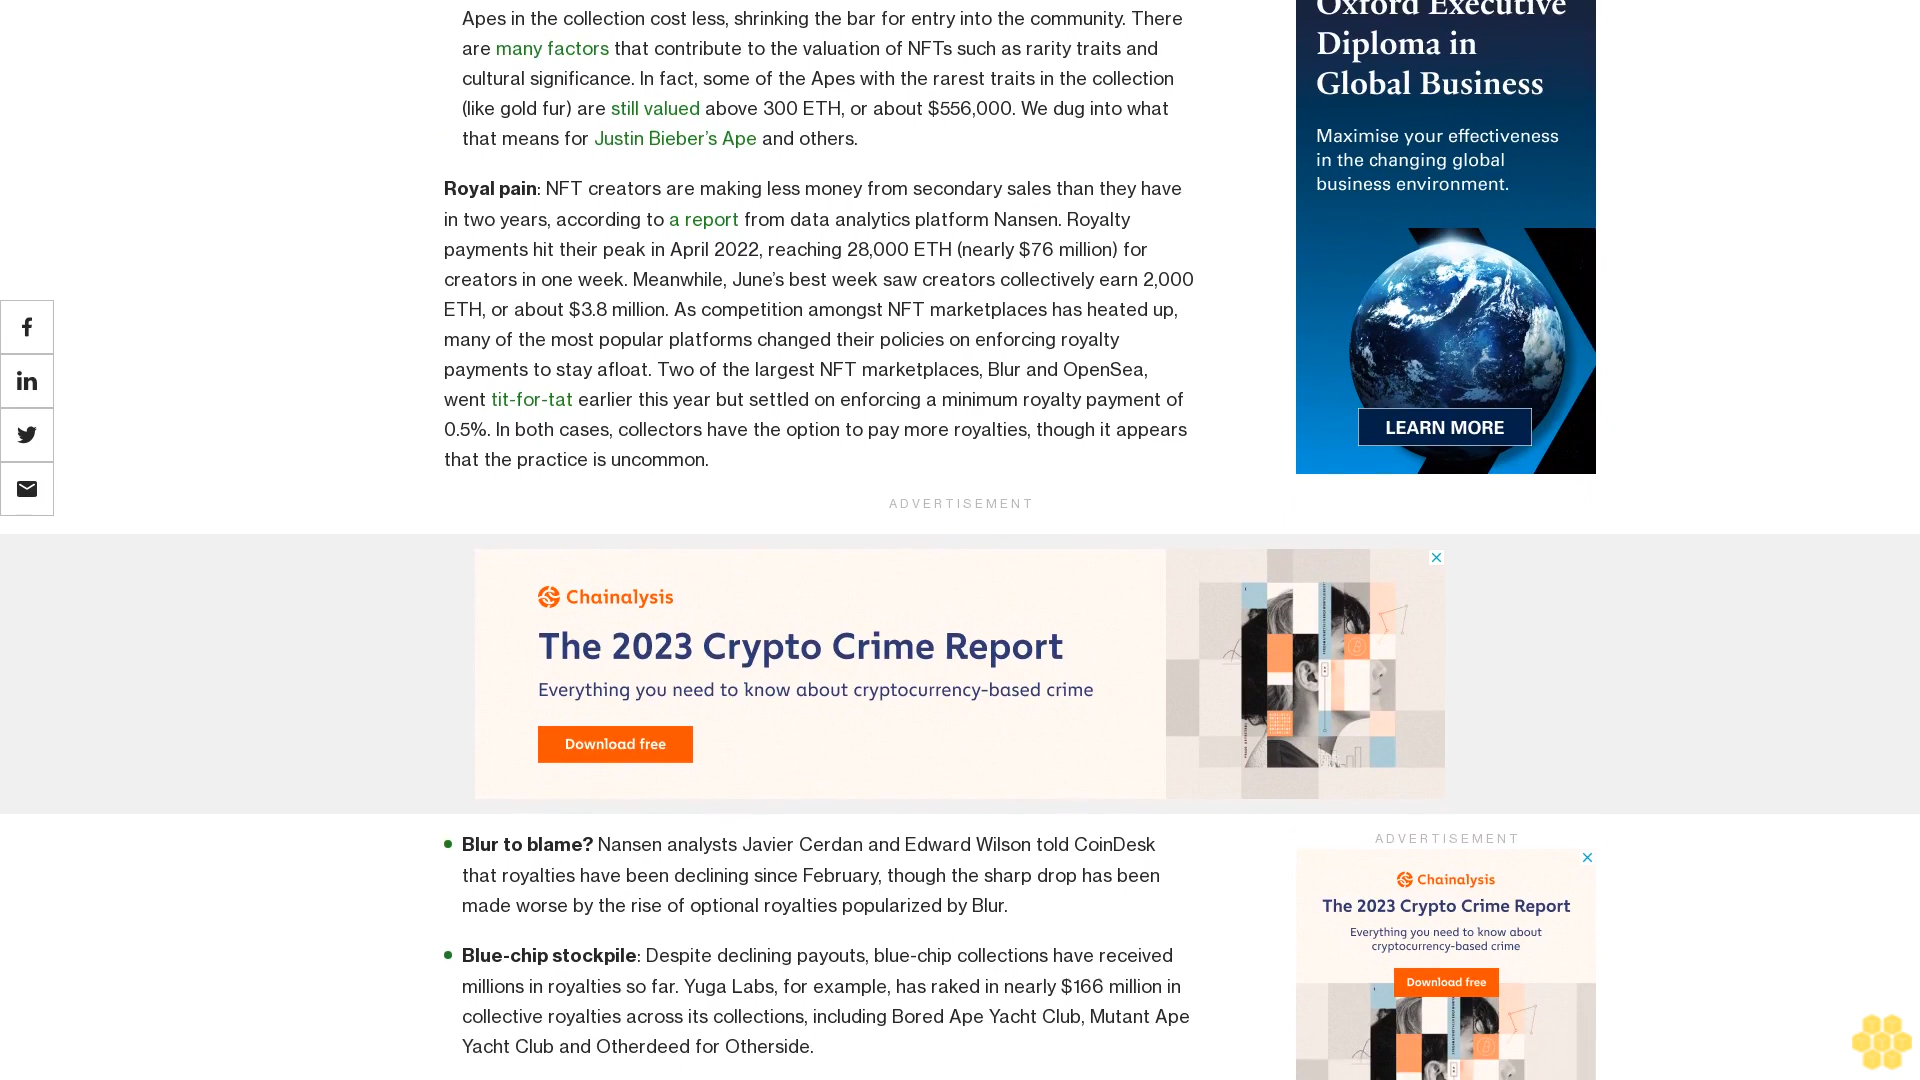 Apes in the collection cost less, shrinking the bar for entry into the community. There
are many factors that contribute to the valuation of NFTs such as rarity traits and
cultural significance. In fact, some of the Apes with the rarest traits in the collection
(like gold fur) are still valued above 300 ETH, or about $556,000. We dug into what
that means for Justin Bieber’s Ape and others.
Royal pain: NFT creators are making less money from secondary sales than they have
in two years, according to a report from data analytics platform Nansen. Royalty
payments hit their peak in April 2022, reaching 28,000 ETH (nearly $76 million) for
creators in one week. Meanwhile, June’s best week saw creators collectively earn 2,000
ETH, or about $3.8 million. As competition amongst NFT marketplaces has heated up,
many of the most popular platforms changed their policies on enforcing royalty
payments to stay afloat. Two of the largest NFT marketplaces, Blur and OpenSea,
went tit-for-tat earlier this year but settled on enforcing a minimum royalty payment of
0.5%. In both cases, collectors have the option to pay more royalties, though it appears
that the practice is uncommon.
Oxford Executive
Diploma in
Global Business
Maximise your effectiveness
in the changing global
business environment.
LEARN MORE
ADVERTISEMENT
Chainalysis
The 2023 Crypto Crime Report
Everything you need to know about cryptocurrency-based crime
Download free
Blur to blame? Nansen analysts Javier Cerdan and Edward Wilson told CoinDesk
that royalties have been declining since February, though the sharp drop has been
made worse by the rise of optional royalties popularized by Blur.
Blue-chip stockpile: Despite declining payouts, blue-chip collections have received
millions in royalties so far. Yuga Labs, for example, has raked in nearly $166 million in
collective royalties across its collections, including Bored Ape Yacht Club, Mutant Ape
Yacht Club and Otherdeed for Otherside.
ADVERTISEMENT
Chainalysis
The 2023 Crypto Crime Report
Everything you need to know about
cryptocurrency-based crime
Download free